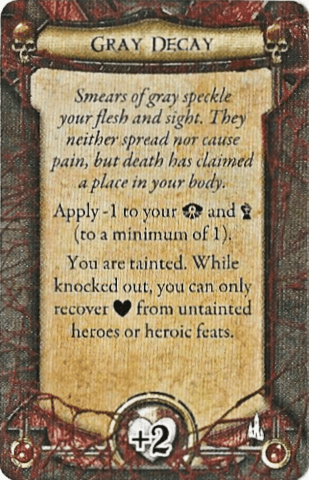 GRAY DECAY
Smears of gray speckle
your flesh and sight. They
neither spread nor cause
pain, but death has claimed
a place in your body.
Apply -1 to your and
(to a minimum of 1).
You are tainted. While
knocked out, you can only
recover from untainted
heroes or heroic feats.
+2